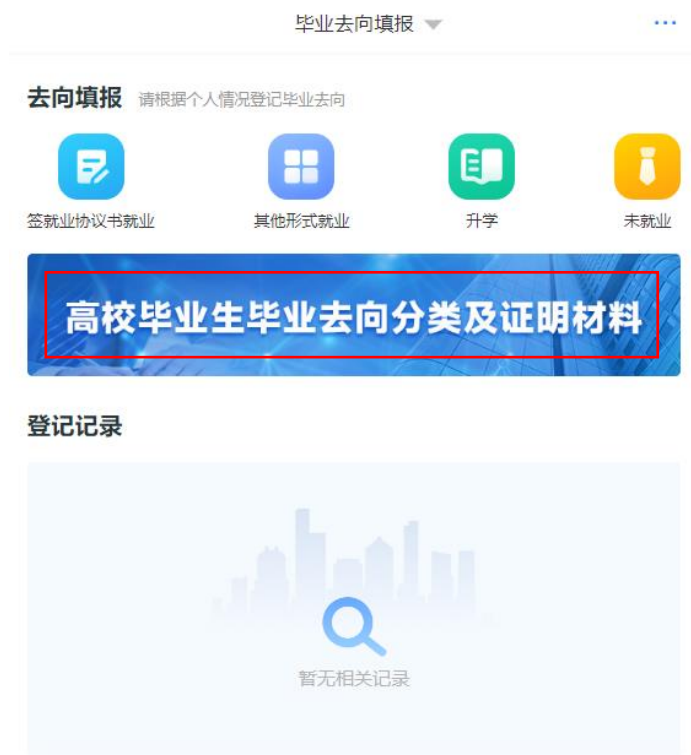 毕业去向填报
去向填报 请根据个人情况登记毕业去向
签就业协议书就业 其他形式就业 升学 未就业
高校毕业生毕业去向分类及证明材料
登记记录
暂无相关记录